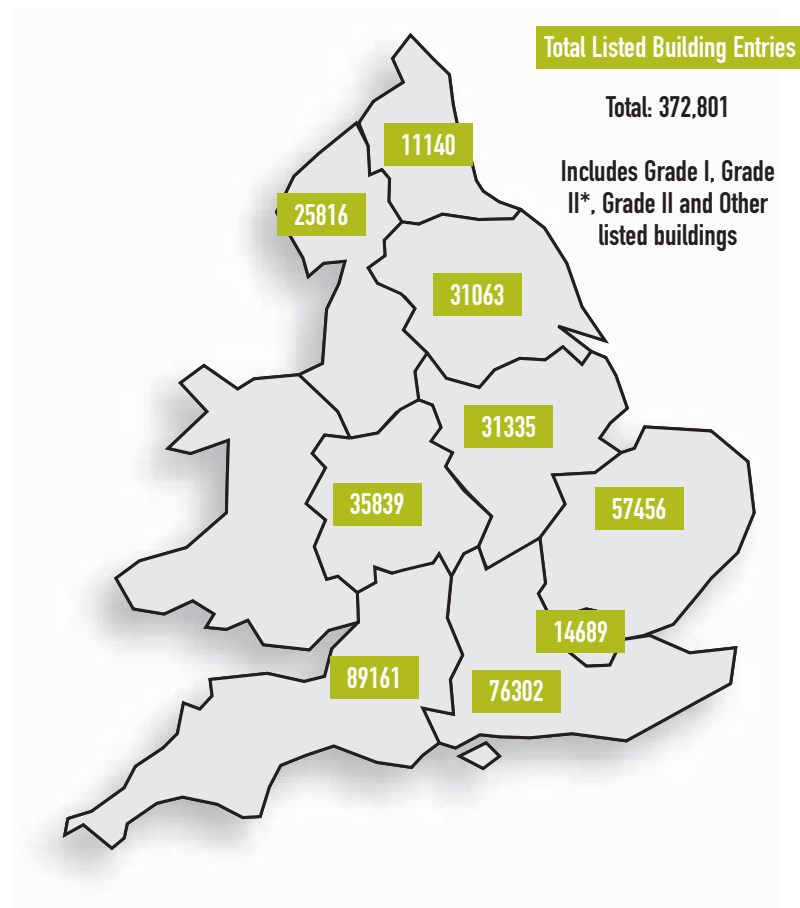 Total Listed Building Entries
Total: 372,801
Includes Grade I, Grade
II*, Grade II and Other
listed buildings
11140
25816
31063
31335
35839
57456
14689
89161
76302